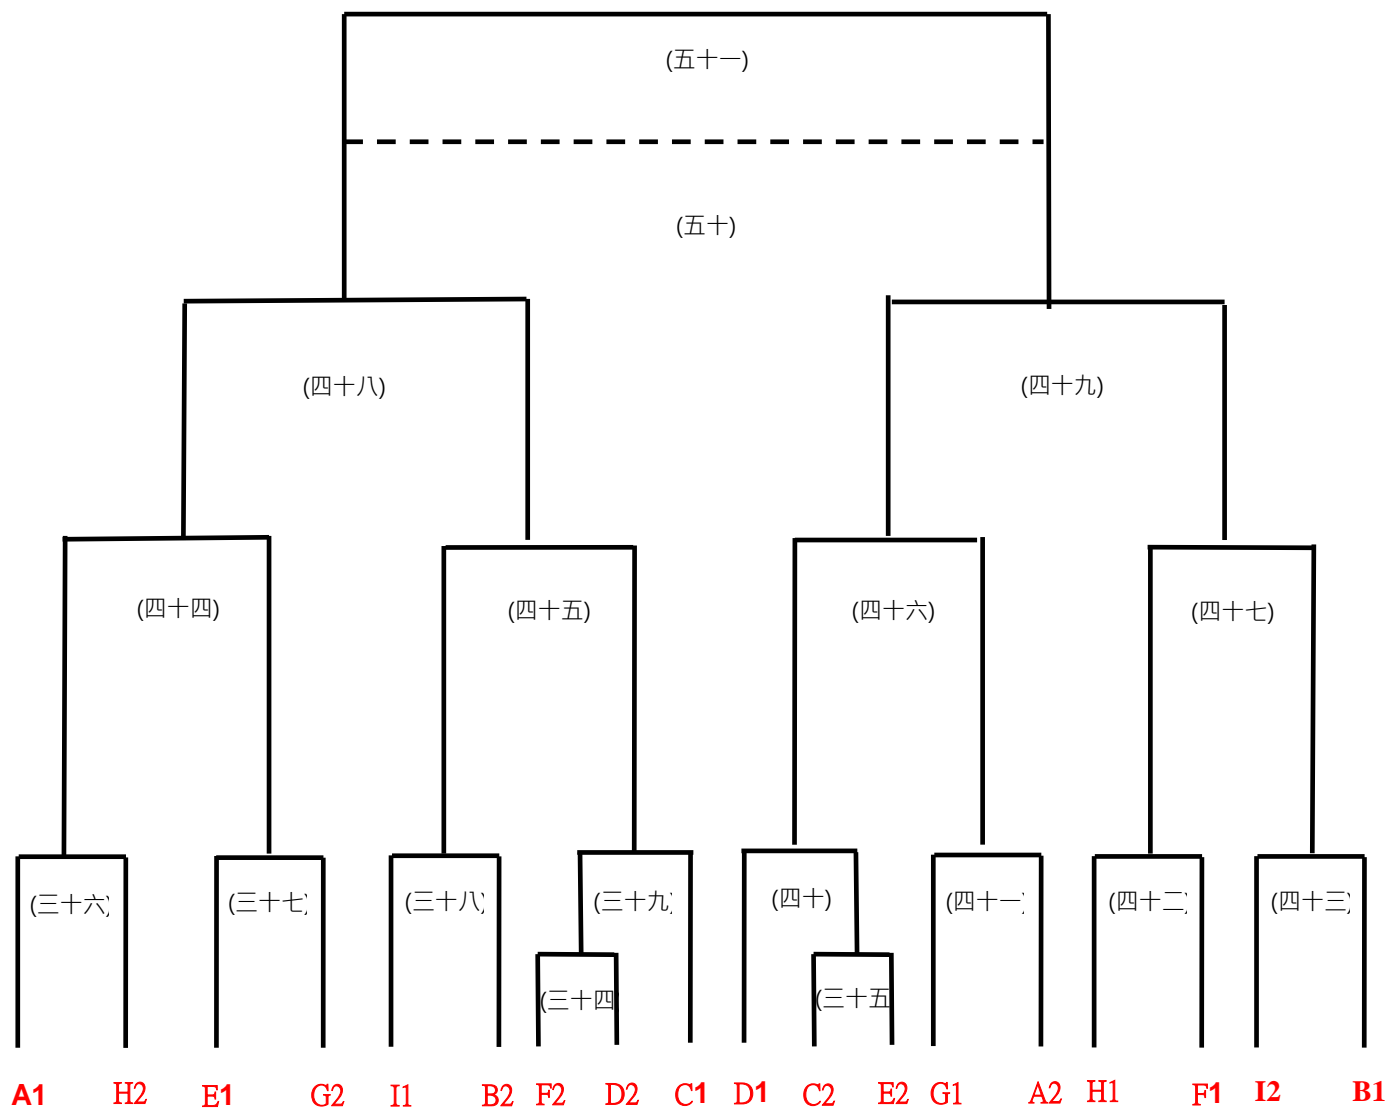 (五十一)
(五十)
(四十八)
(四十九)
(四十四)
(四十五)
(四十六)
(四十七)
(三十六)
(三十七)
(三十八)
(三十九)
(四十)
(四十一)
(四十二)
(四十三)
(三十四
(三十五
A1 H2 E1 G2 I1 B2 F2 D2 C1 D1 C2 E2 G1 A2 H1 F1 I2 B1